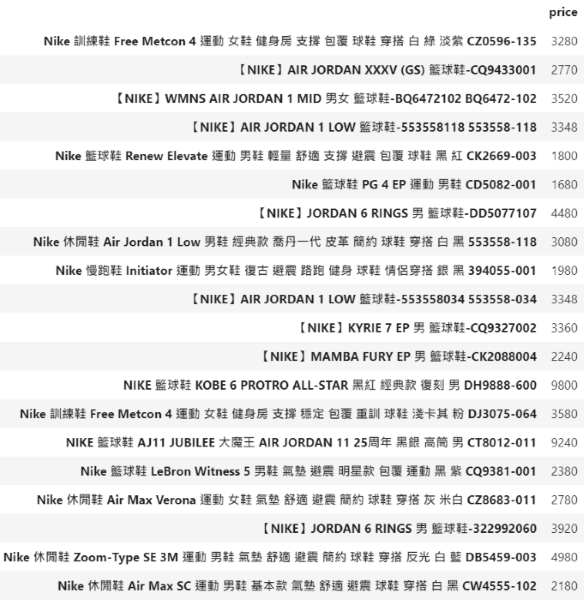 price
Nike 訓練鞋 Free Metcon 4 運動 女鞋 健身房 支撐 包覆 球鞋 穿搭 白 綠 淡紫 CZ0596-135 3280
【NIKE】AIR JORDAN XXXV (GS) 籃球鞋-CQ9433001 2770
【NIKE】WMNS AIR JORDAN 1 MID 男女 籃球鞋-BQ6472102 BQ6472-102 3520
【NIKE】AIR JORDAN 1 LOW 籃球鞋-553558118 553558-118 3348
Nike 籃球鞋 Renew Elevate 運動 男鞋 輕量 舒適 支撐 避震 包覆 球鞋 黑 紅 CK2669-003 1800
Nike 籃球鞋 PG 4 EP 運動 男鞋 CD5082-001 1680
【NIKE】JORDAN 6 RINGS 男 籃球鞋-DD5077107 4480
Nike 休閒鞋 Air Jordan 1 Low 男鞋 經典款 喬丹一代 皮革 簡約 球鞋 穿搭 白 黑 553558-118 3080
Nike 慢跑鞋 Initiator 運動 男女鞋 復古 避震 路跑 健身 球鞋 情侶穿搭 銀 黑 394055-001 1980
【NIKE】AIR JORDAN 1 LOW 籃球鞋-553558034 553558-034 3348
【NIKE】KYRIE 7 EP 男 籃球鞋-CQ9327002 3360
【NIKE】MAMBA FURY EP 男 籃球鞋-CK2088004 2240
NIKE 籃球鞋 KOBE 6 PROTRO ALL-STAR 黑紅 經典款 復刻 男 DH9888-600 9800
Nike 訓練鞋 Free Metcon 4 運動 女鞋 健身房 支撐 穩定 包覆 重訓 球鞋 淺卡其 粉 DJ3075-064 3580
NIKE 籃球鞋 AJ11 JUBILEE 大魔王 AIR JORDAN 11 25周年 黑銀 高筒 男 CT8012-011 9240
Nike 籃球鞋 LeBron Witness 5 男鞋 氣墊 避震 明星款 包覆 運動 黑 紫 CQ9381-001 2380
Nike 休閒鞋 Air Max Verona 運動 女鞋 氣墊 舒適 避震 簡約 球鞋 穿搭 灰 米白 CZ8683-011 2780
【NIKE】JORDAN 6 RINGS 男 籃球鞋-322992060 3920
Nike 休閒鞋 Zoom-Type SE 3M 運動 男鞋 氣墊 舒適 避震 簡約 球鞋 穿搭 反光 白 藍 DB5459-003 4980
Nike 休閒鞋 Air Max SC 運動 男鞋 基本款 氣墊 舒適 避震 球鞋 穿搭 白 黑 CW4555-102 2180